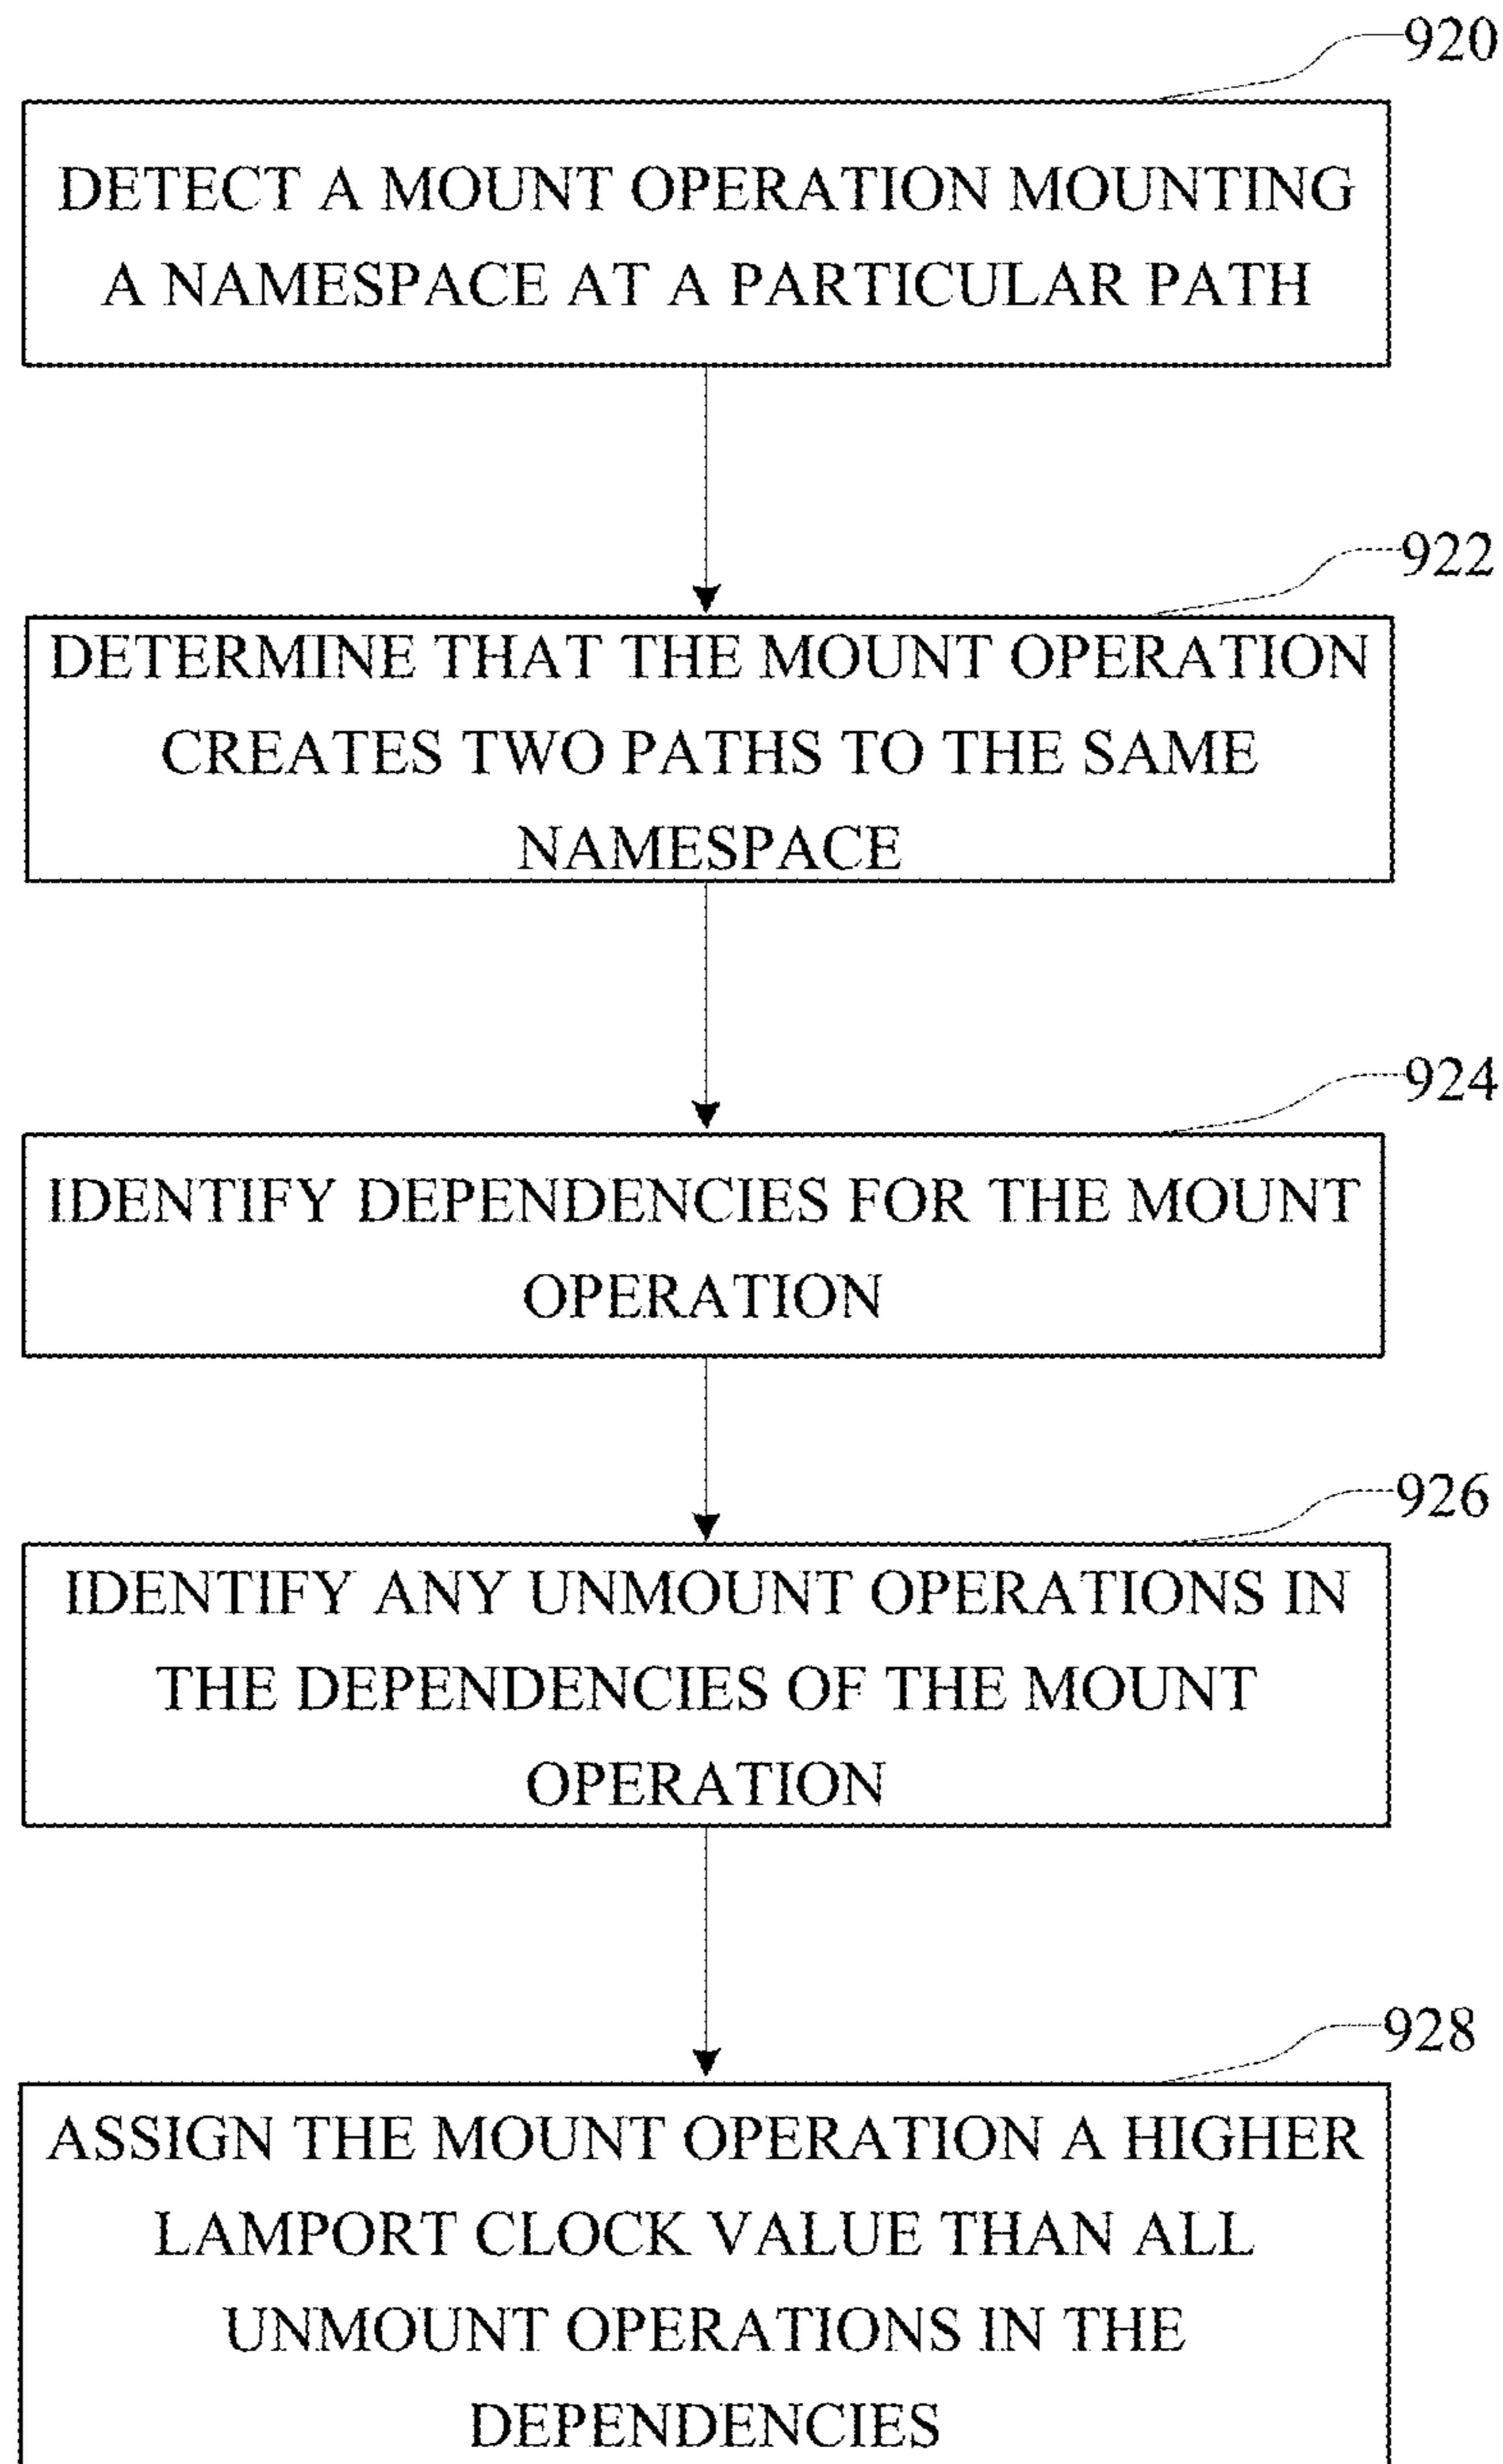 920
DETECT A MOUNT OPERATION MOUNTING
A NAMESPACE AT A PARTICULAR PATH
922
DETERMINE THAT THE MOUNT OPERATION
CREATES TWO PATHS TO THE SAME
NAMESPACE
924
IDENTIFY DEPENDENCIES FOR THE MOUNT
OPERATION
926
IDENTIFY ANY UNMOUNT OPERATIONS IN
THE DEPENDENCIES OF THE MOUNT
OPERATION
928
ASSIGN THE MOUNT OPERATION A HIGHER
LAMPORT CLOCK VALUE THAN ALL
UNMOUNT OPERATIONS IN THE
DEPENDENCIES